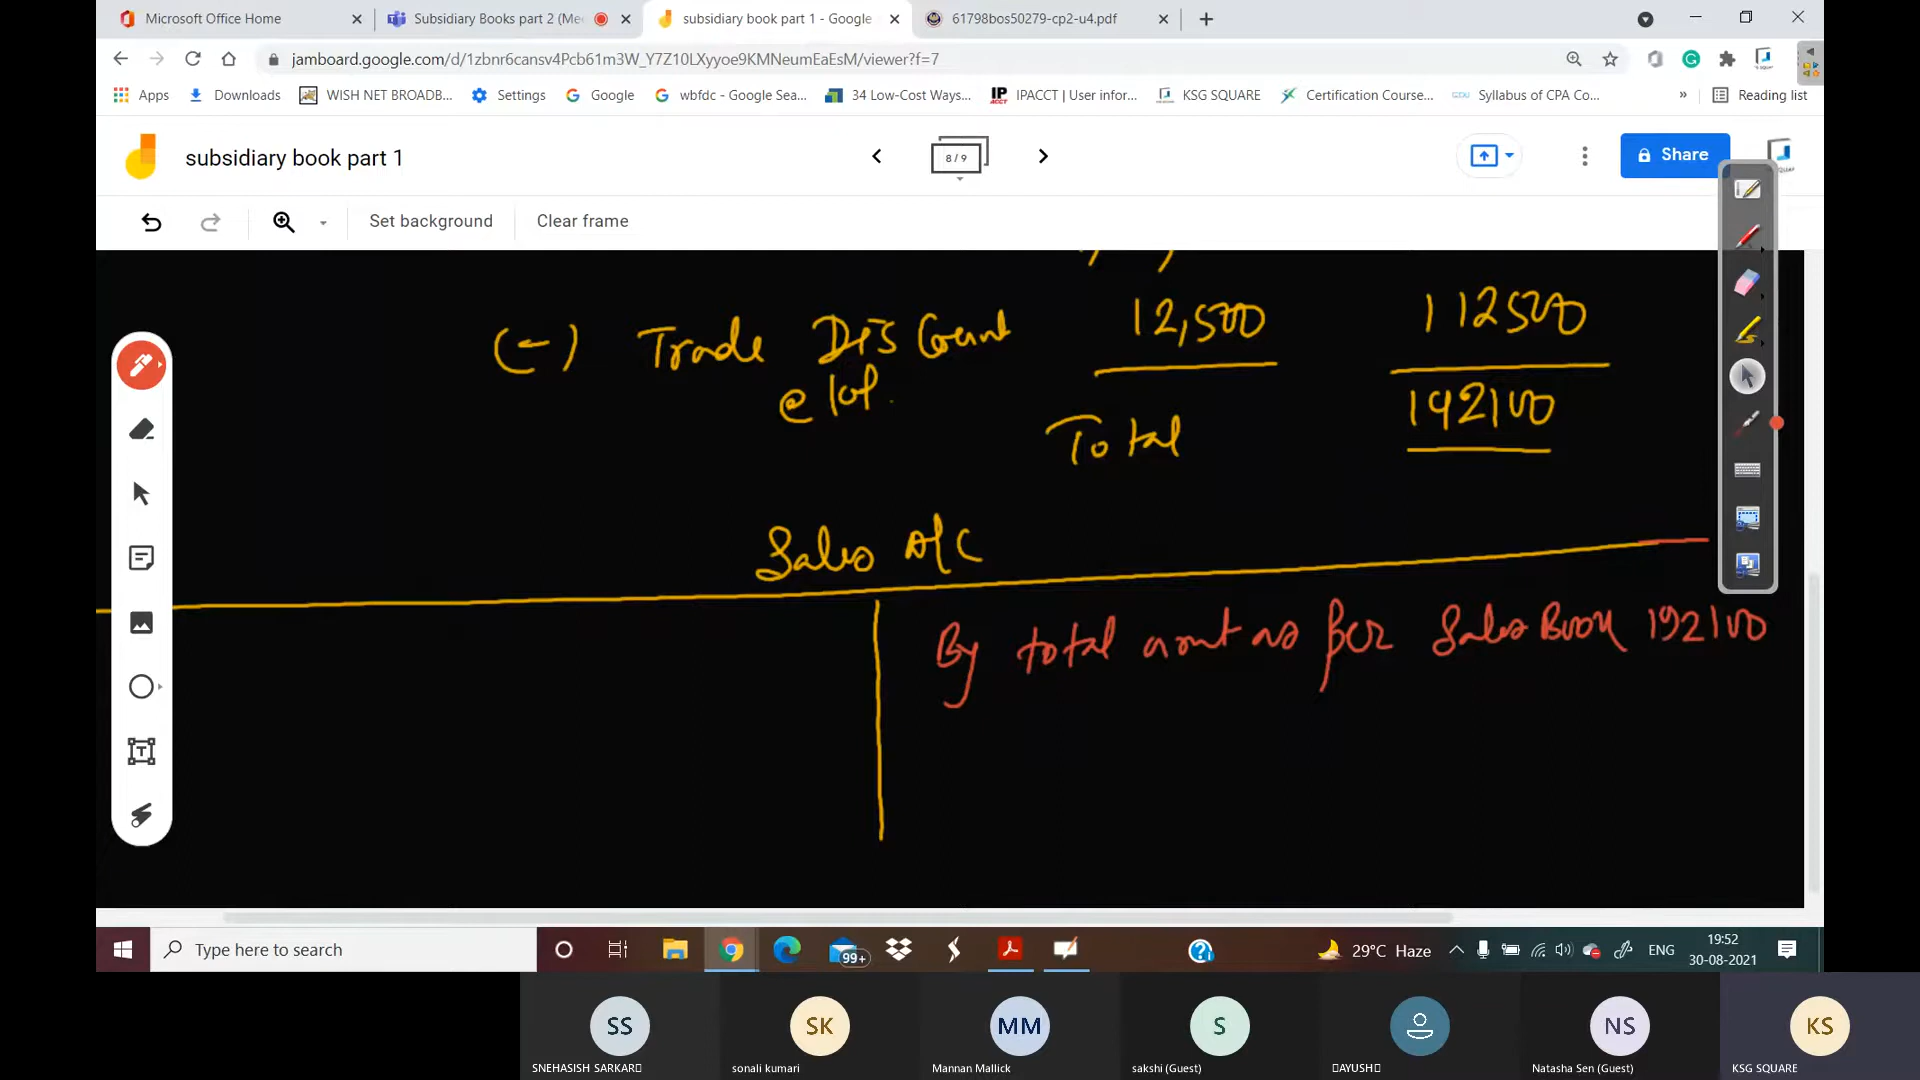 Microsoft Office Home
Subsidiary Books part 2 (Me
subsidiary book part 1 - Google
61798bos50279-cp2-u4.pdf
jamboard.google.com/d/1zbnr6cansv4Pcb61m3W_Y7Z10LXyyoe9KMNeumEaEsM/viewer?f=7
Apps Downloads WISH NET BROADB... Settings Google wbfdc - Google Sea... 34 Low-Cost Ways... IPACCT | User infor... KSG SQUARE Certification Course... Syllabus of CPA Co... » Reading list
subsidiary book part 1
8 / 9
Share
Set background Clear frame
(-) Trade Discount 12,500 112500
@ 10%
Total 192100
Sales A/C
By total amt as per Sales Book 192100
Type here to search
99+
29°C Haze
ENG
19:52
30-08-2021
SS SK MM S NS KS
SNEHASISH SARKAR
sonali kumari
Mannan Mallick
sakshi (Guest)
AYUSH
Natasha Sen (Guest)
KSG SQUARE